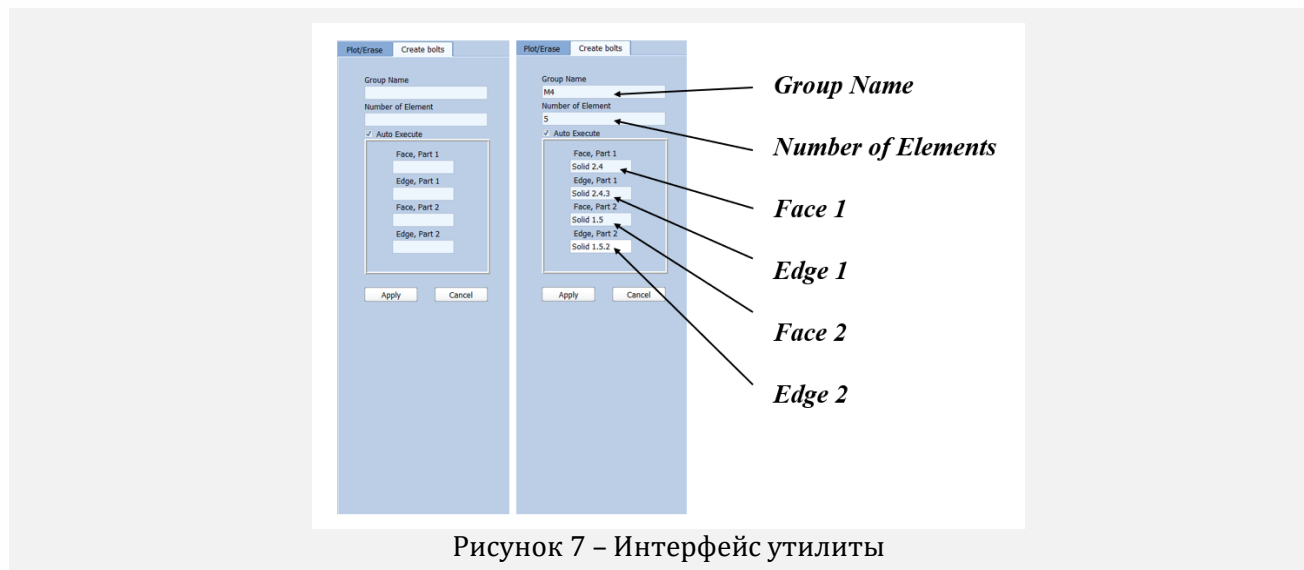 Plot/Erase Create bolts
Group Name
Number of Element
Auto Execute
Face, Part 1
Edge, Part 1
Face, Part 2
Edge, Part 2
Apply Cancel
Plot/Erase Create bolts
Group Name
M4
Number of Element
5
Auto Execute
Face, Part 1
Solid 2.4
Edge, Part 1
Solid 2.4.3
Face, Part 2
Solid 1.5
Edge, Part 2
Solid 1.5.2
Apply Cancel
Group Name
Number of Elements
Face 1
Edge 1
Face 2
Edge 2
Рисунок 7 – Интерфейс утилиты